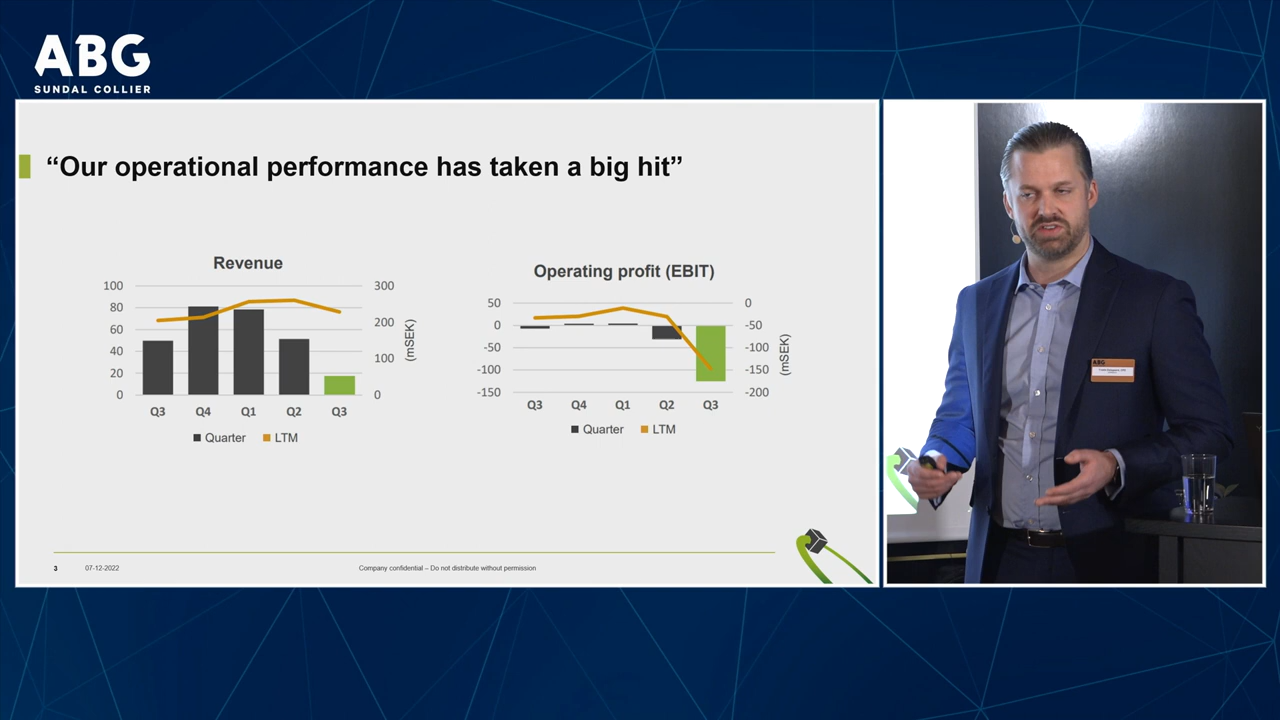 ABG
SUNDAL COLLIER
“Our operational performance has taken a big hit”
Revenue
100
80
60
40
20
0
300
200
100
0
(mSEK)
Q3 Q4 Q1 Q2 Q3
Quarter LTM
Operating profit (EBIT)
50
0
-50
-100
-150
0
-50
-100
-150
-200
(mSEK)
Q3 Q4 Q1 Q2 Q3
Quarter LTM
3 07-12-2022 Company confidential – Do not distribute without permission
ABG